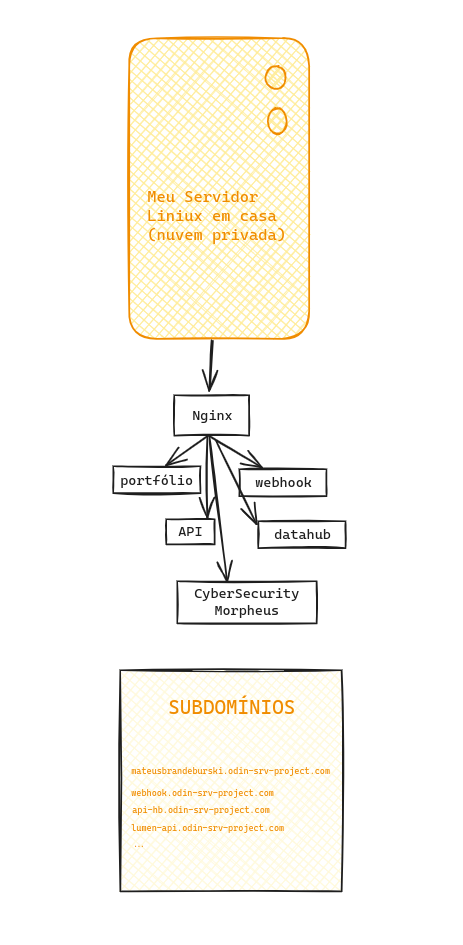 Meu Servidor
Liniux em casa
(nuvem privada)
Nginx
portfólio
webhook
API
datahub
CyberSecurity
Morpheus
SUBDOMÍNIOS
mateusbrandeburski.odin-srv-project.com
webhook.odin-srv-project.com
api-hb.odin-srv-project.com
lumen-api.odin-srv-project.com
...